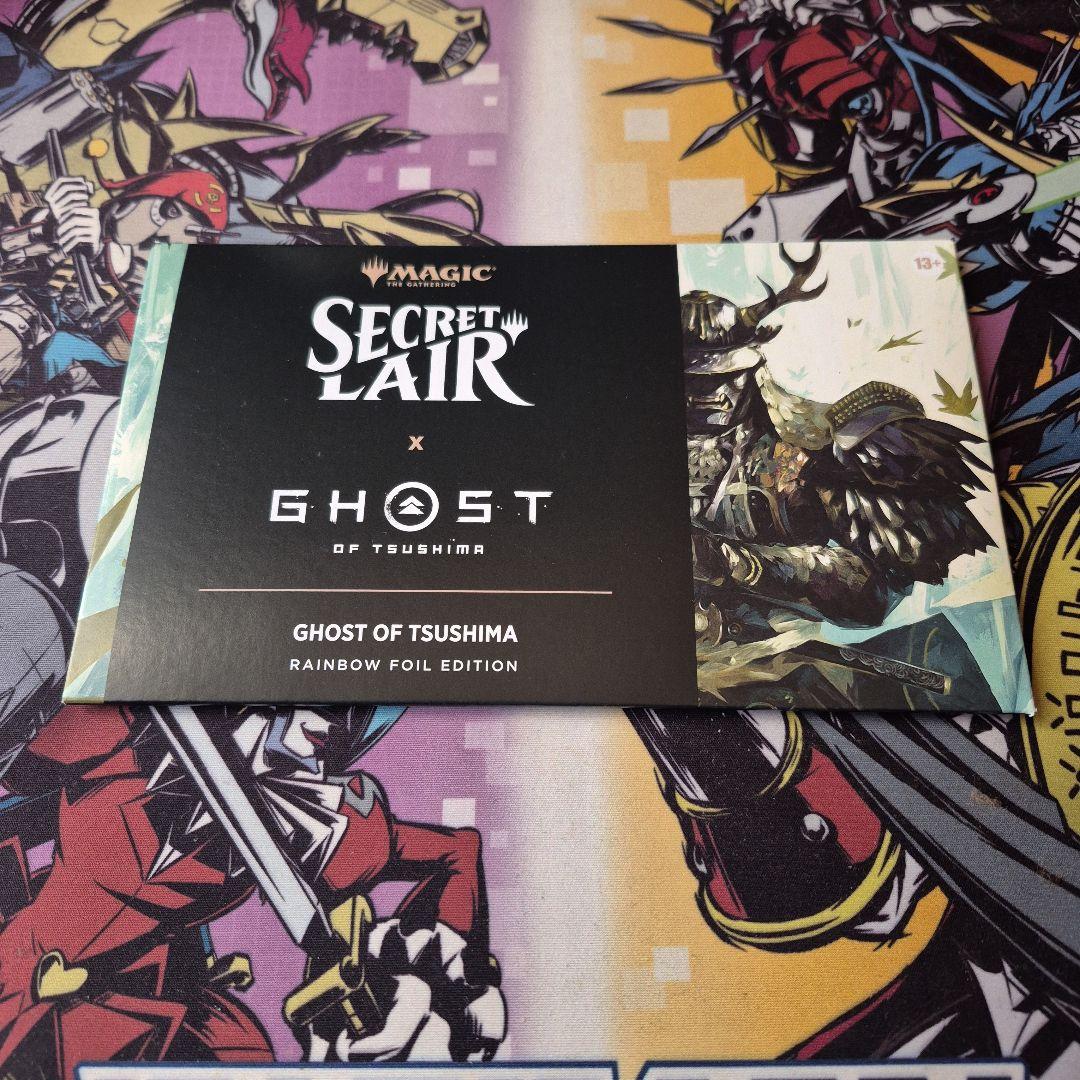 MAGIC
THE GATHERING
13+
SECRET
LAIR
x
GHOST
OF TSUSHIMA
GHOST OF TSUSHIMA
RAINBOW FOIL EDITION